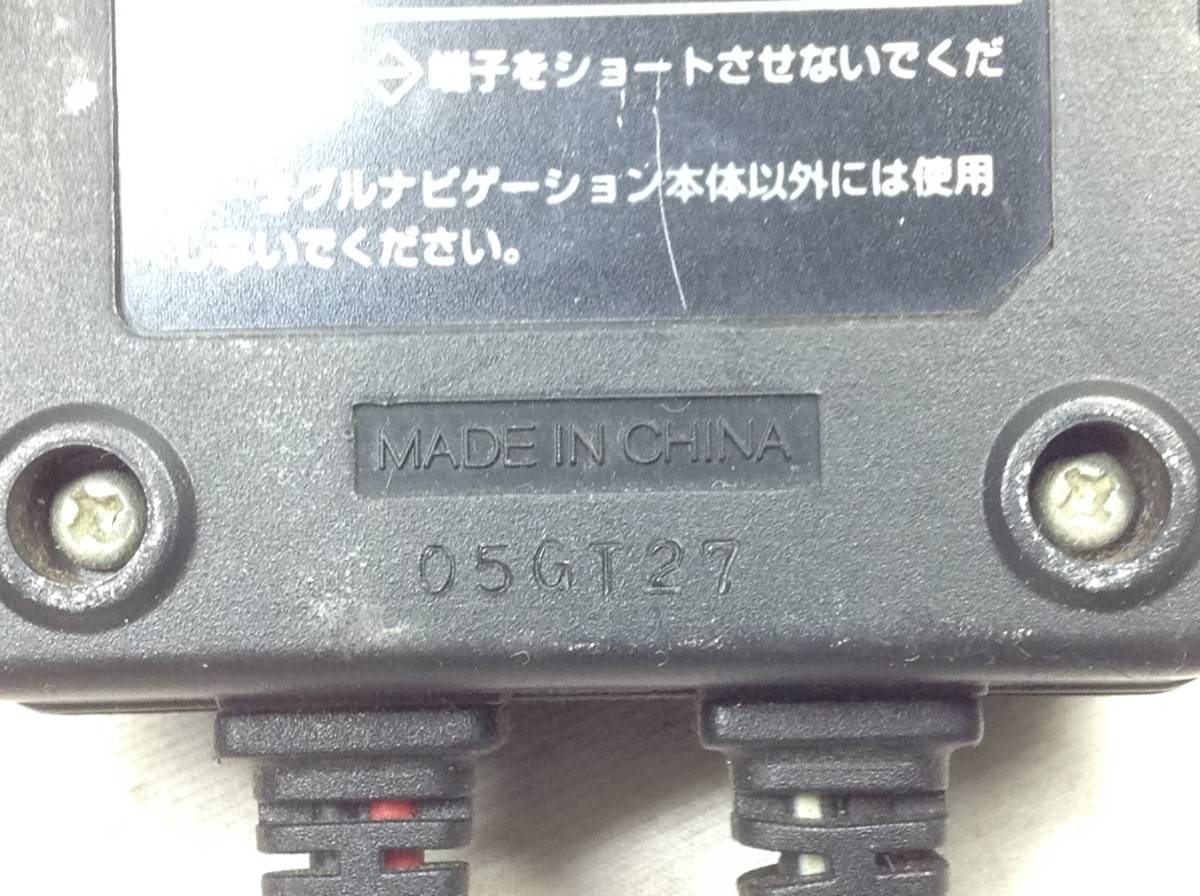 端子をショートさせないでくだ
グルナビゲーション本体以外には使用
しないでください。
MADE IN CHINA
05GT27